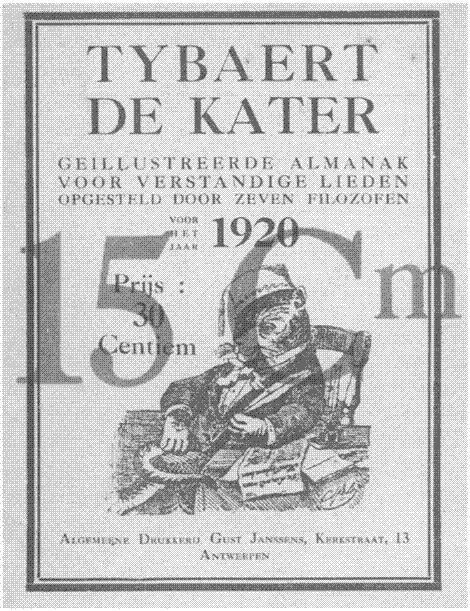 TYBAERT
DE KATER
GEILLUSTREERDE ALMANAK
VOOR VERSTANDIGE LIEDEN
OPGESTELD DOOR ZEVEN FILOZOFEN
VOOR
HET
JAAR
1920
15 Cm
Prijs :
30
Centiem
ALGEMEENE DRUKKERIJ GUST JANSSENS, KERKSTRAAT, 13
ANTWERPEN